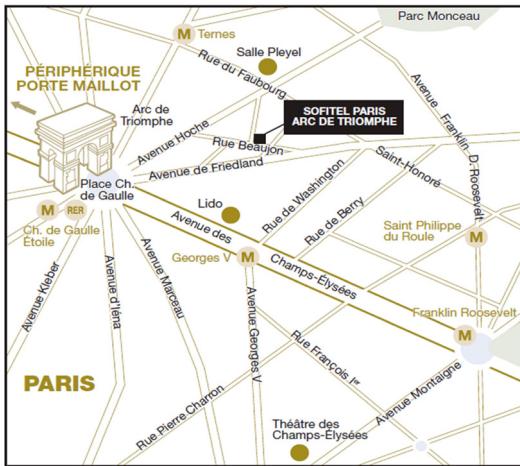 Parc Monceau
M Ternes
Salle Pleyel
Rue du Faubourg
Saint-Honoré
PÉRIPHÉRIQUE
PORTE MAILLOT
Arc de
Triomphe
SOFITEL PARIS
ARC DE TRIOMPHE
Avenue Hoche
Rue Beaujon
Avenue de Friedland
Avenue Franklin D. Roosevelt
Place Ch.
de Gaulle
M RER
Ch. de Gaulle
Étoile
Lido
Rue de Washington
Rue de Berry
Saint Philippe
du Roule
M
Avenue des
Champs-Élysées
Georges V M
Avenue Kleber
Avenue d'Iéna
Avenue Marceau
Avenue Georges V
Franklin Roosevelt
M
Rue François Ier
Avenue Montaigne
PARIS
Rue Pierre Charron
Théâtre des
Champs-Élysées